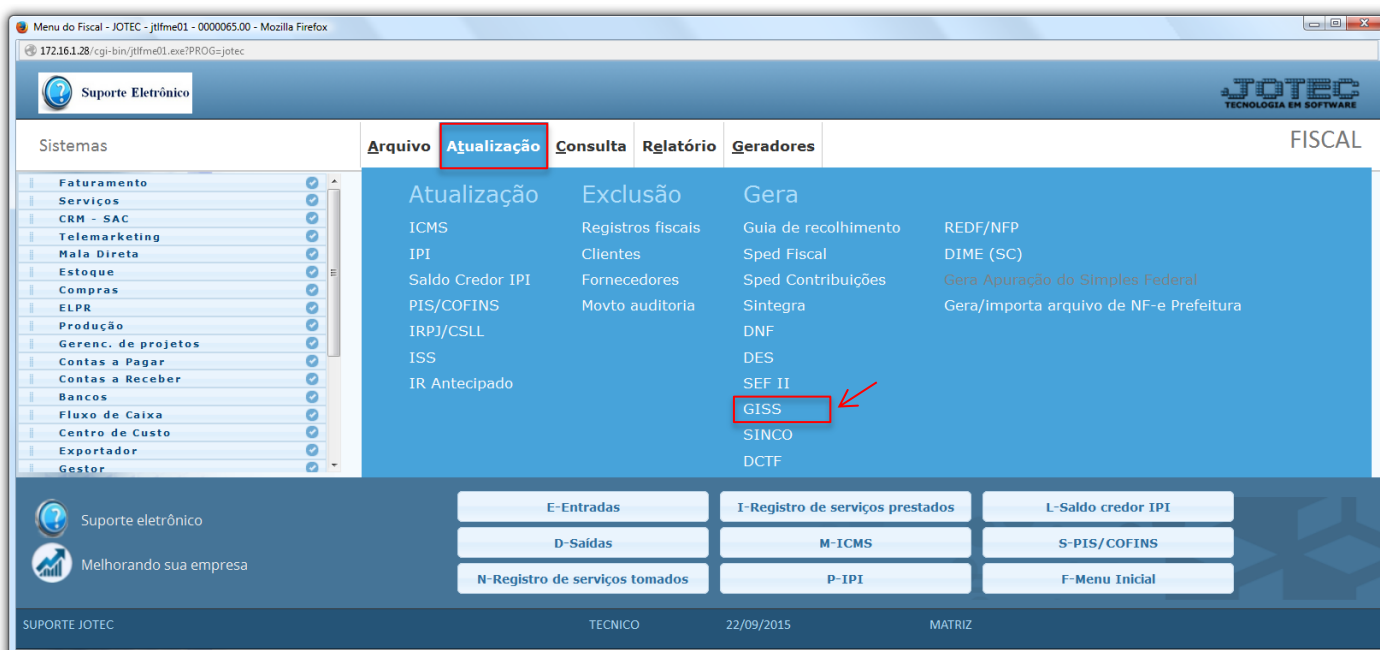 Menu do Fiscal - JOTEC - jtlfme01 - 0000065.00 - Mozilla Firefox
172.16.1.28/cgi-bin/jtlfme01.exe?PROG=jotec
Suporte Eletrônico
JOTEC
TECNOLOGIA EM SOFTWARE
Sistemas
Arquivo Atualização Consulta Relatório Geradores
FISCAL
Faturamento
Serviços
CRM - SAC
Telemarketing
Mala Direta
Estoque
Compras
ELPR
Produção
Gerenc. de projetos
Contas a Pagar
Contas a Receber
Bancos
Fluxo de Caixa
Centro de Custo
Exportador
Gestor
Atualização
ICMS
IPI
Saldo Credor IPI
PIS/COFINS
IRPJ/CSLL
ISS
IR Antecipado
Exclusão
Registros fiscais
Clientes
Fornecedores
Movto auditoria
Gera
Guia de recolhimento
Sped Fiscal
Sped Contribuições
Sintegra
DNF
DES
SEF II
GISS
SINCO
DCTF
REDF/NFP
DIME (SC)
Gera Apuração do Simples Federal
Gera/importa arquivo de NF-e Prefeitura
Suporte eletrônico
Melhorando sua empresa
E-Entradas
I-Registro de serviços prestados
L-Saldo credor IPI
D-Saídas
M-ICMS
S-PIS/COFINS
N-Registro de serviços tomados
P-IPI
F-Menu Inicial
SUPORTE JOTEC
TECNICO
22/09/2015
MATRIZ